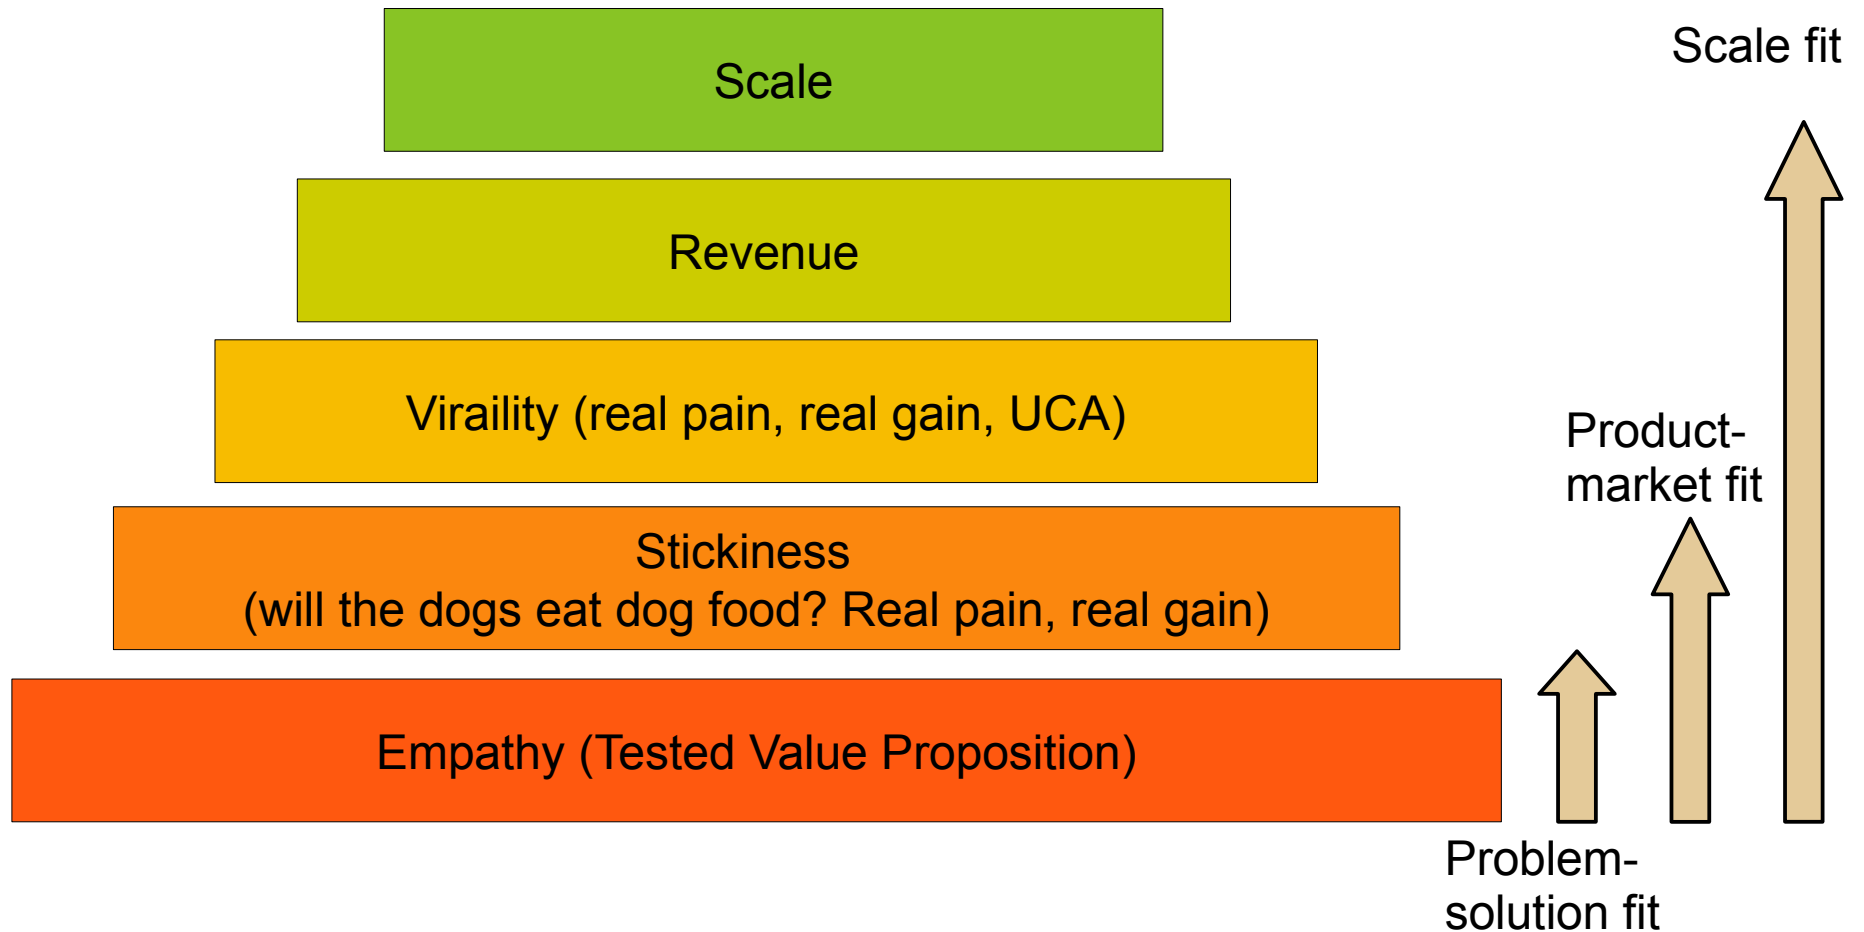 Scale
Scale fit
Revenue
Viraility (real pain, real gain, UCA)
Product-
market fit
Stickiness
(will the dogs eat dog food? Real pain, real gain)
Empathy (Tested Value Proposition)
Problem-
solution fit